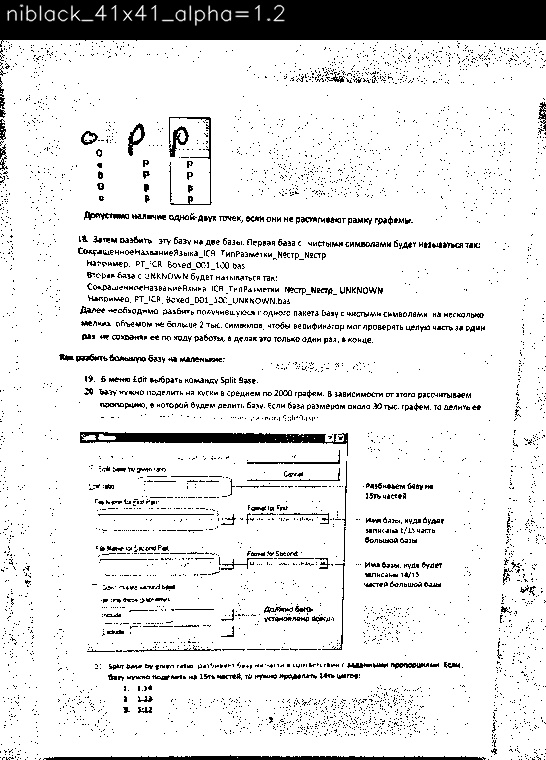 niblack_41x41_alpha=1.2
o p p
o
e p p
o p p
o p p
o p p
Допустимо наличие одной-двух точек, если они не растягивают рамку графемы.
18. Затем разбить эту базу на две базы. Первая база с чистыми символами будет называться так:
СокращенноеНазваниеЯзыка_ICR_ТипРазметки_Nестр_Nестр
Например, PT_ICR_Boxed_001_100.bas
Вторая база с UNKNOWN будет называться так:
СокращенноеНазваниеЯзыка_ICR_ТипРазметки_Nестр_Nестр_UNKNOWN
Например, PT_ICR_Boxed_001_100_UNKNOWN.bas
Далее необходимо разбить получившуюся с одного пакета базу с чистыми символами на несколько
мелких, объемом не больше 2 тыс. символов, чтобы верификатор мог проверять целую часть за один
раз, не сохраняя ее по ходу работы, а делая это только один раз, в конце.
Как разбить большую базу на маленькие:
19. В меню Edit выбрать команду Split Base.
20. Базу нужно поделить на куски в среднем по 2000 графем. В зависимости от этого рассчитываем
пропорцию, в которой будем делить базу. Если база размером около 30 тыс. графем, то делить ее
SplitBase
Split base by given ratio
Cancel
Split ratio
File Name for First Part
Format for First
File Name for Second Part
Format for Second
Include
Exclude
Разбиваем базу на
15ть частей
Имя базы, куда будет
записана 1/15 часть
большой базы
Имя базы, куда будет
записаны 14/15
частей большой базы
Должно быть
установлено всегда
Split base by given ratio разбивает базу на части в соответствии с заданными пропорциями. Если
базу нужно поделить на 15ть частей, то нужно проделать 14ть шагов:
1. 1:14
2. 1:13
3. 1:12